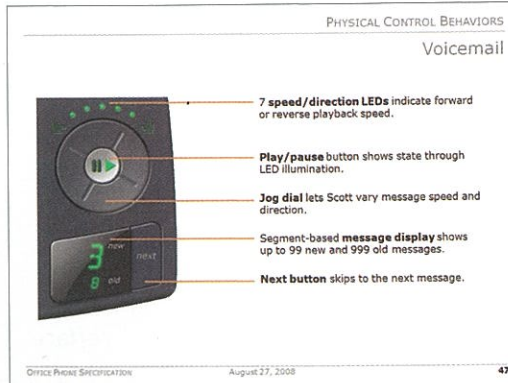 PHYSICAL CONTROL BEHAVIORS
Voicemail
7 speed/direction LEDs indicate forward
or reverse playback speed.
Play/pause button shows state through
LED illumination.
Jog dial lets Scott vary message speed and
direction.
Segment-based message display shows
up to 99 new and 999 old messages.
Next button skips to the next message.
3 new
next
8 old
OFFICE PHONE SPECIFICATION
August 27, 2008
47